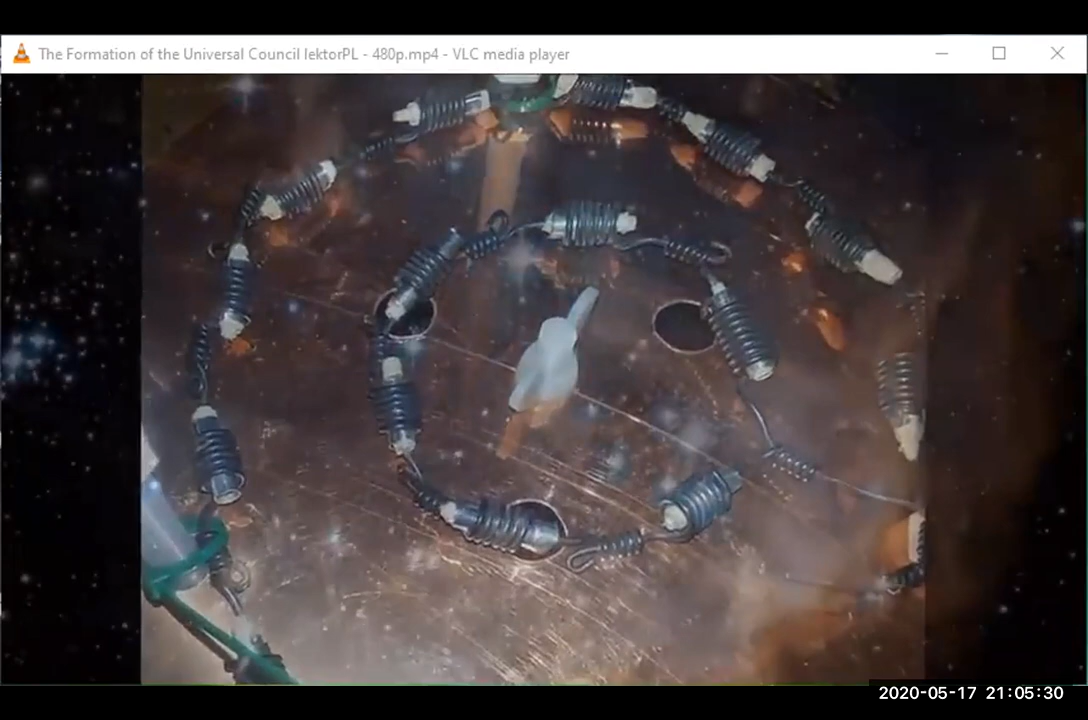 The Formation of the Universal Council lektorPL - 480p.mp4 - VLC media player
2020-05-17 21:05:30